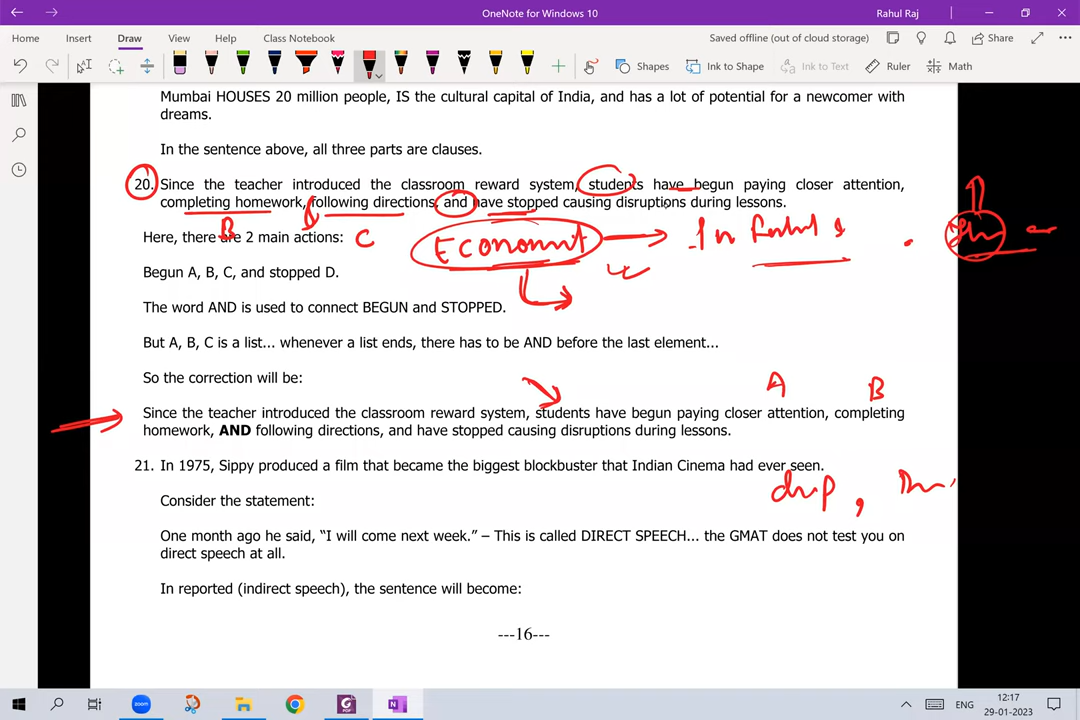 OneNote for Windows 10
Rahul Raj
Home Insert Draw View Help Class Notebook
Saved offline (out of cloud storage) Share
Shapes Ink to Shape Ink to Text Ruler Math
Mumbai HOUSES 20 million people, IS the cultural capital of India, and has a lot of potential for a newcomer with
dreams.
In the sentence above, all three parts are clauses.
20. Since the teacher introduced the classroom reward system, students have begun paying closer attention,
completing homework, following directions, and have stopped causing disruptions during lessons.
B
Here, there are 2 main actions: C
Economist
Begun A, B, C, and stopped D.
The word AND is used to connect BEGUN and STOPPED.
But A, B, C is a list... whenever a list ends, there has to be AND before the last element...
So the correction will be:
A B
Since the teacher introduced the classroom reward system, students have begun paying closer attention, completing
homework, AND following directions, and have stopped causing disruptions during lessons.
21. In 1975, Sippy produced a film that became the biggest blockbuster that Indian Cinema had ever seen.
Consider the statement:
One month ago he said, “I will come next week.” – This is called DIRECT SPEECH... the GMAT does not test you on
direct speech at all.
In reported (indirect speech), the sentence will become:
---16---
zoom
ENG
12:17
29-01-2023